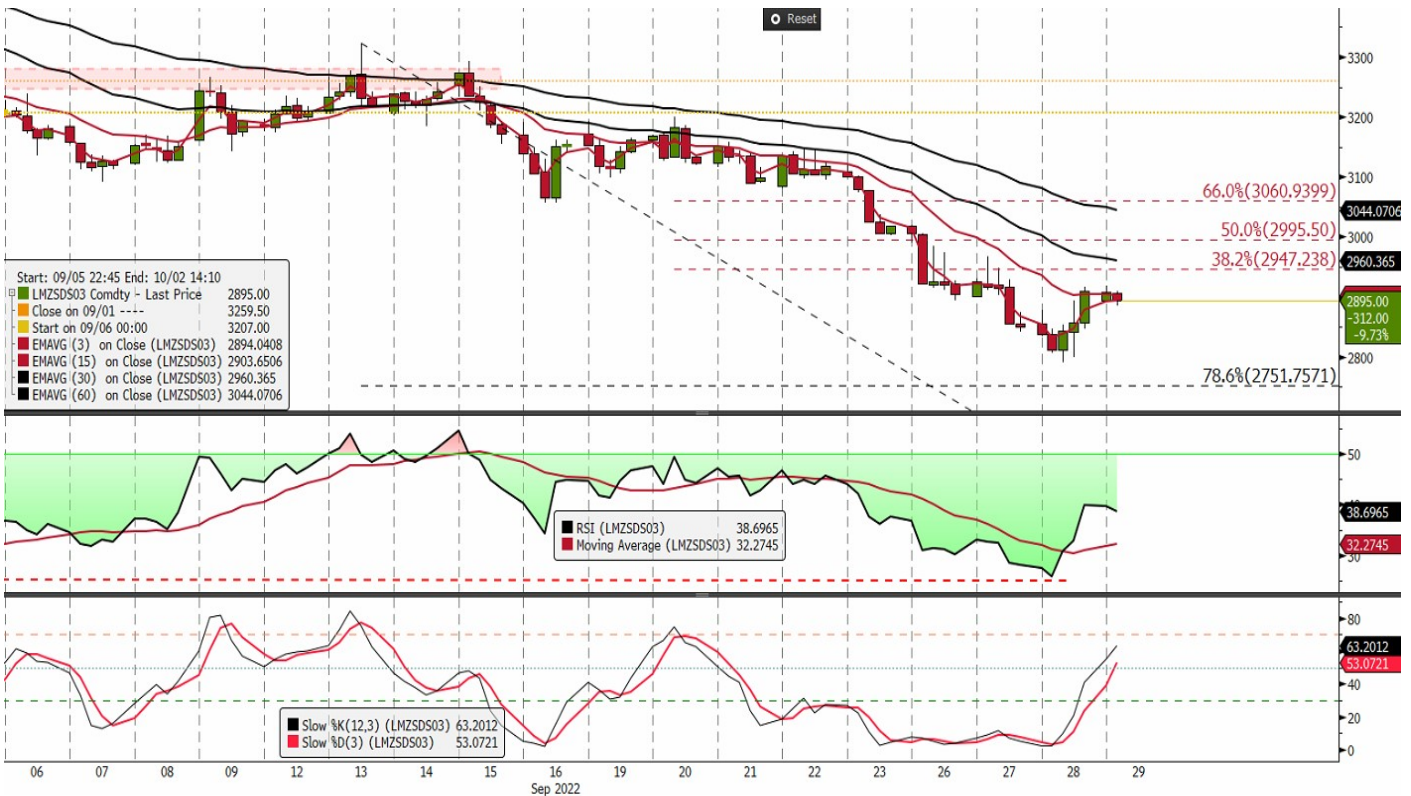 Reset
3300
3200
3100
3000
2800
66.0%(3060.9399)
3044.0706
50.0%(2995.50)
38.2%(2947.238)
2960.365
2895.00
-312.00
-9.73%
78.6%(2751.7571)
Start: 09/05 22:45 End: 10/02 14:10
LMZSDS03 Comdty - Last Price 2895.00
Close on 09/01 ---- 3259.50
Start on 09/06 00:00 3207.00
EMAVG (3) on Close (LMZSDS03) 2894.0408
EMAVG (15) on Close (LMZSDS03) 2903.6506
EMAVG (30) on Close (LMZSDS03) 2960.365
EMAVG (60) on Close (LMZSDS03) 3044.0706
50
38.6965
32.2745
30
RSI (LMZSDS03) 38.6965
Moving Average (LMZSDS03) 32.2745
80
63.2012
53.0721
40
20
0
Slow %K(12,3) (LMZSDS03) 63.2012
Slow %D(3) (LMZSDS03) 53.0721
06 07 08 09 12 13 14 15 16 19 20 21 22 23 26 27 28 29
Sep 2022